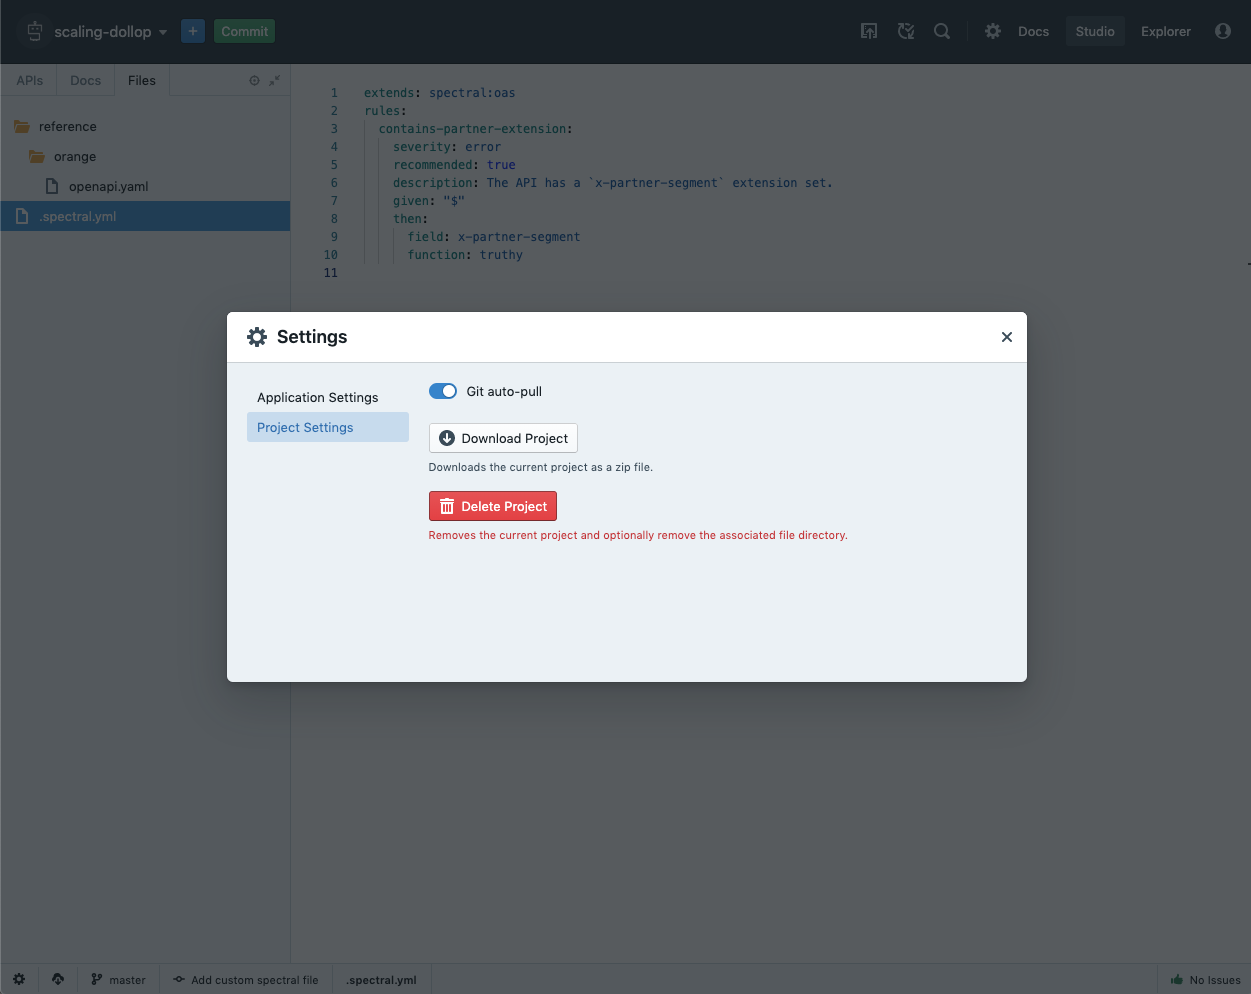 scaling-dollop + Commit Docs Studio Explorer
APIs Docs Files
reference
orange
openapi.yaml
.spectral.yml
1 extends: spectral:oas
2 rules:
3 contains-partner-extension:
4 severity: error
5 recommended: true
6 description: The API has a `x-partner-segment` extension set.
7 given: "$"
8 then:
9 field: x-partner-segment
10 function: truthy
11
Settings
Application Settings
Project Settings
Git auto-pull
Download Project
Downloads the current project as a zip file.
Delete Project
Removes the current project and optionally remove the associated file directory.
master Add custom spectral file .spectral.yml No Issues